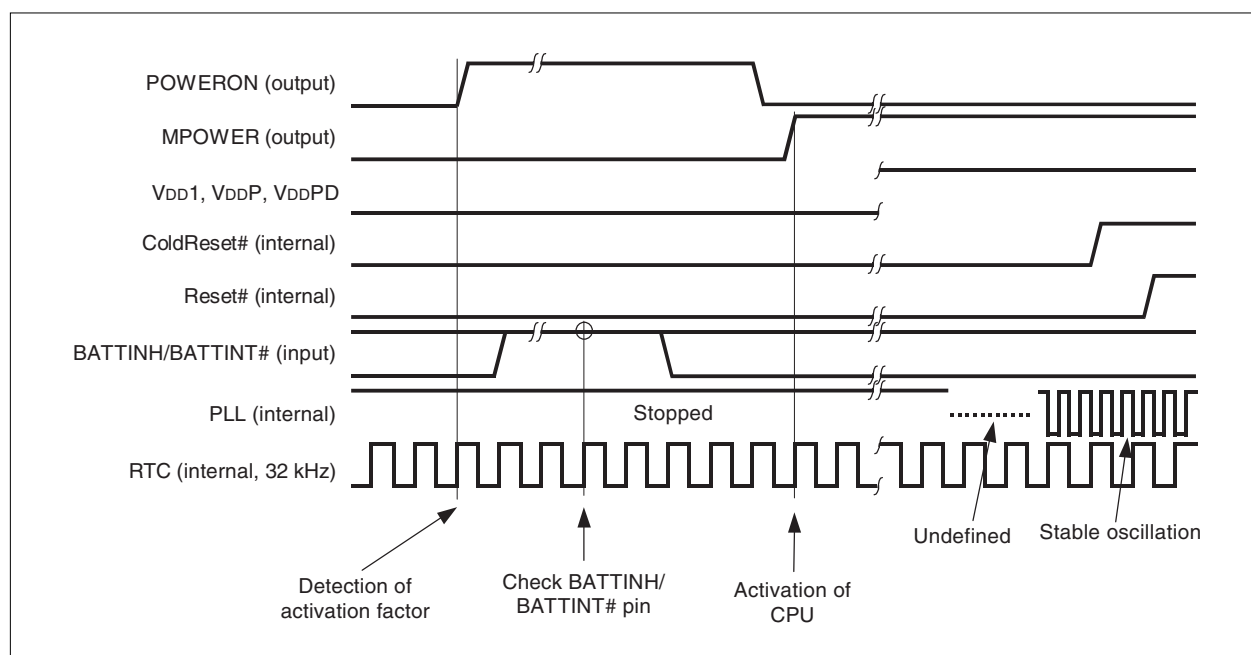 POWERON (output)
MPOWER (output)
VDD1, VDDP, VDDPD
ColdReset# (internal)
Reset# (internal)
BATTINH/BATTINT# (input)
PLL (internal)
Stopped
RTC (internal, 32 kHz)
Undefined
Stable oscillation
Detection of
activation factor
Check BATTINH/
BATTINT# pin
Activation of
CPU